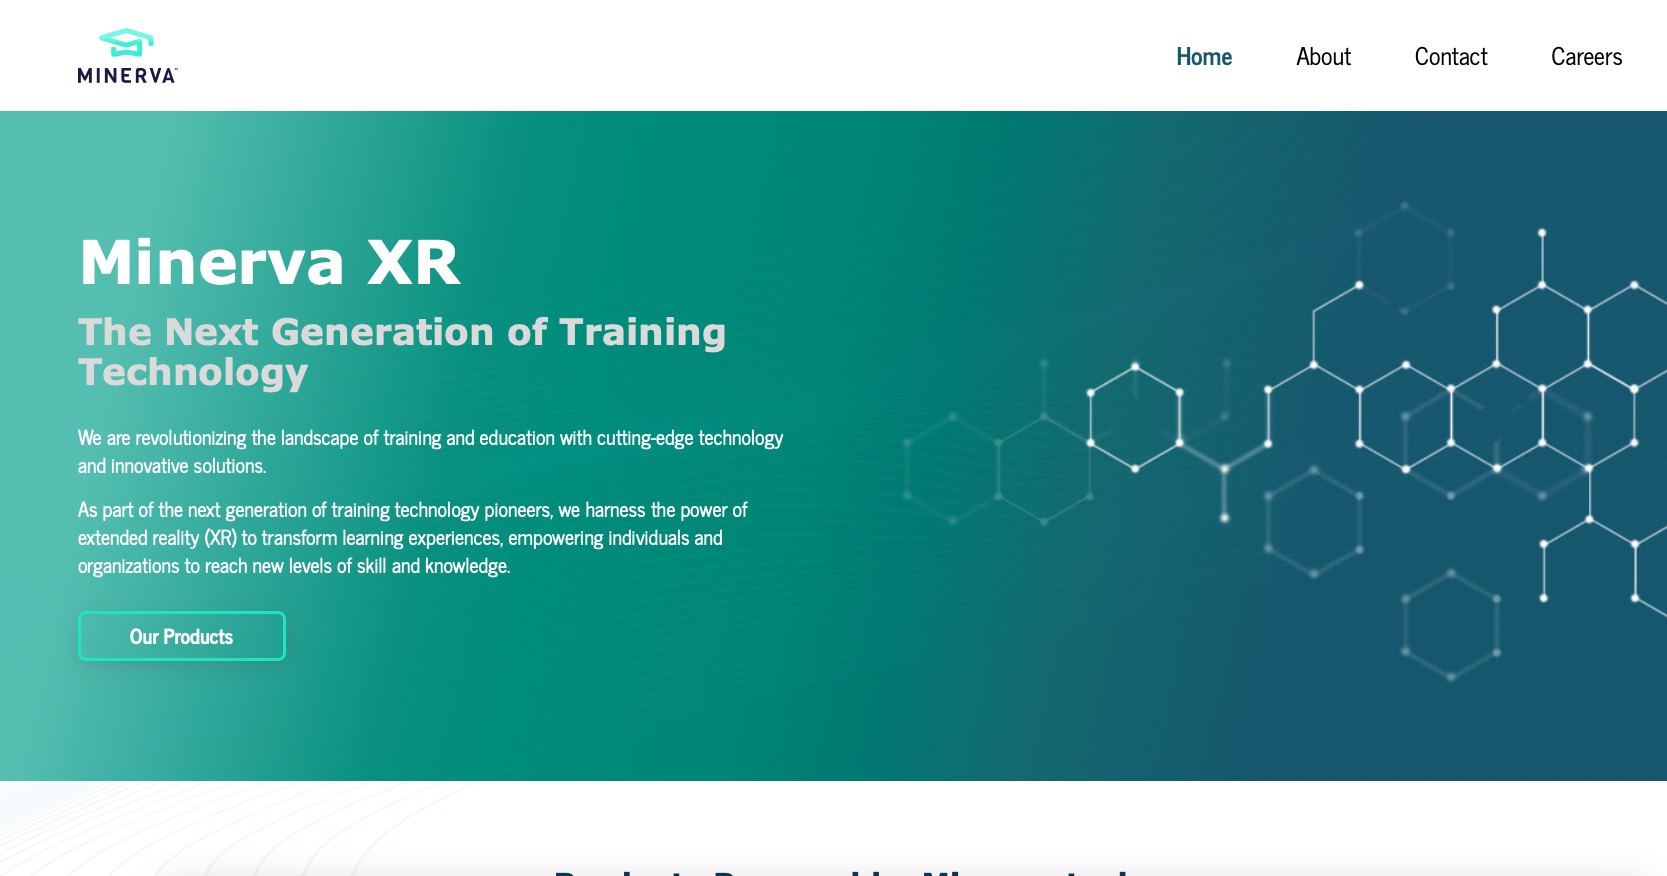 MINERVA™
Home
About
Contact
Careers
Minerva XR
The Next Generation of Training
Technology
We are revolutionizing the landscape of training and education with cutting-edge technology
and innovative solutions.
As part of the next generation of training technology pioneers, we harness the power of
extended reality (XR) to transform learning experiences, empowering individuals and
organizations to reach new levels of skill and knowledge.
Our Products